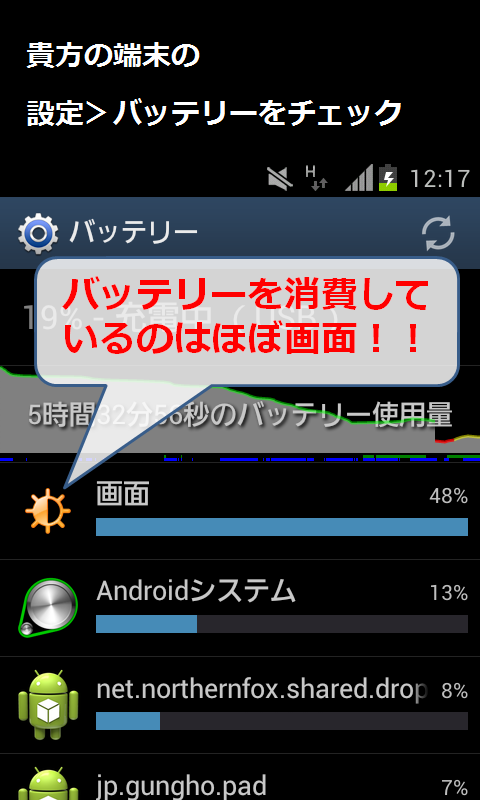 貴方の端末の
設定＞バッテリーをチェック
H
12:17
バッテリー
バッテリーを消費して
いるのはほぼ画面！！
19% - 充電中（USB）
5時間32分56秒のバッテリー使用量
画面
48%
Androidシステム
13%
net.northernfox.shared.drop
8%
jp.gungho.pad
7%